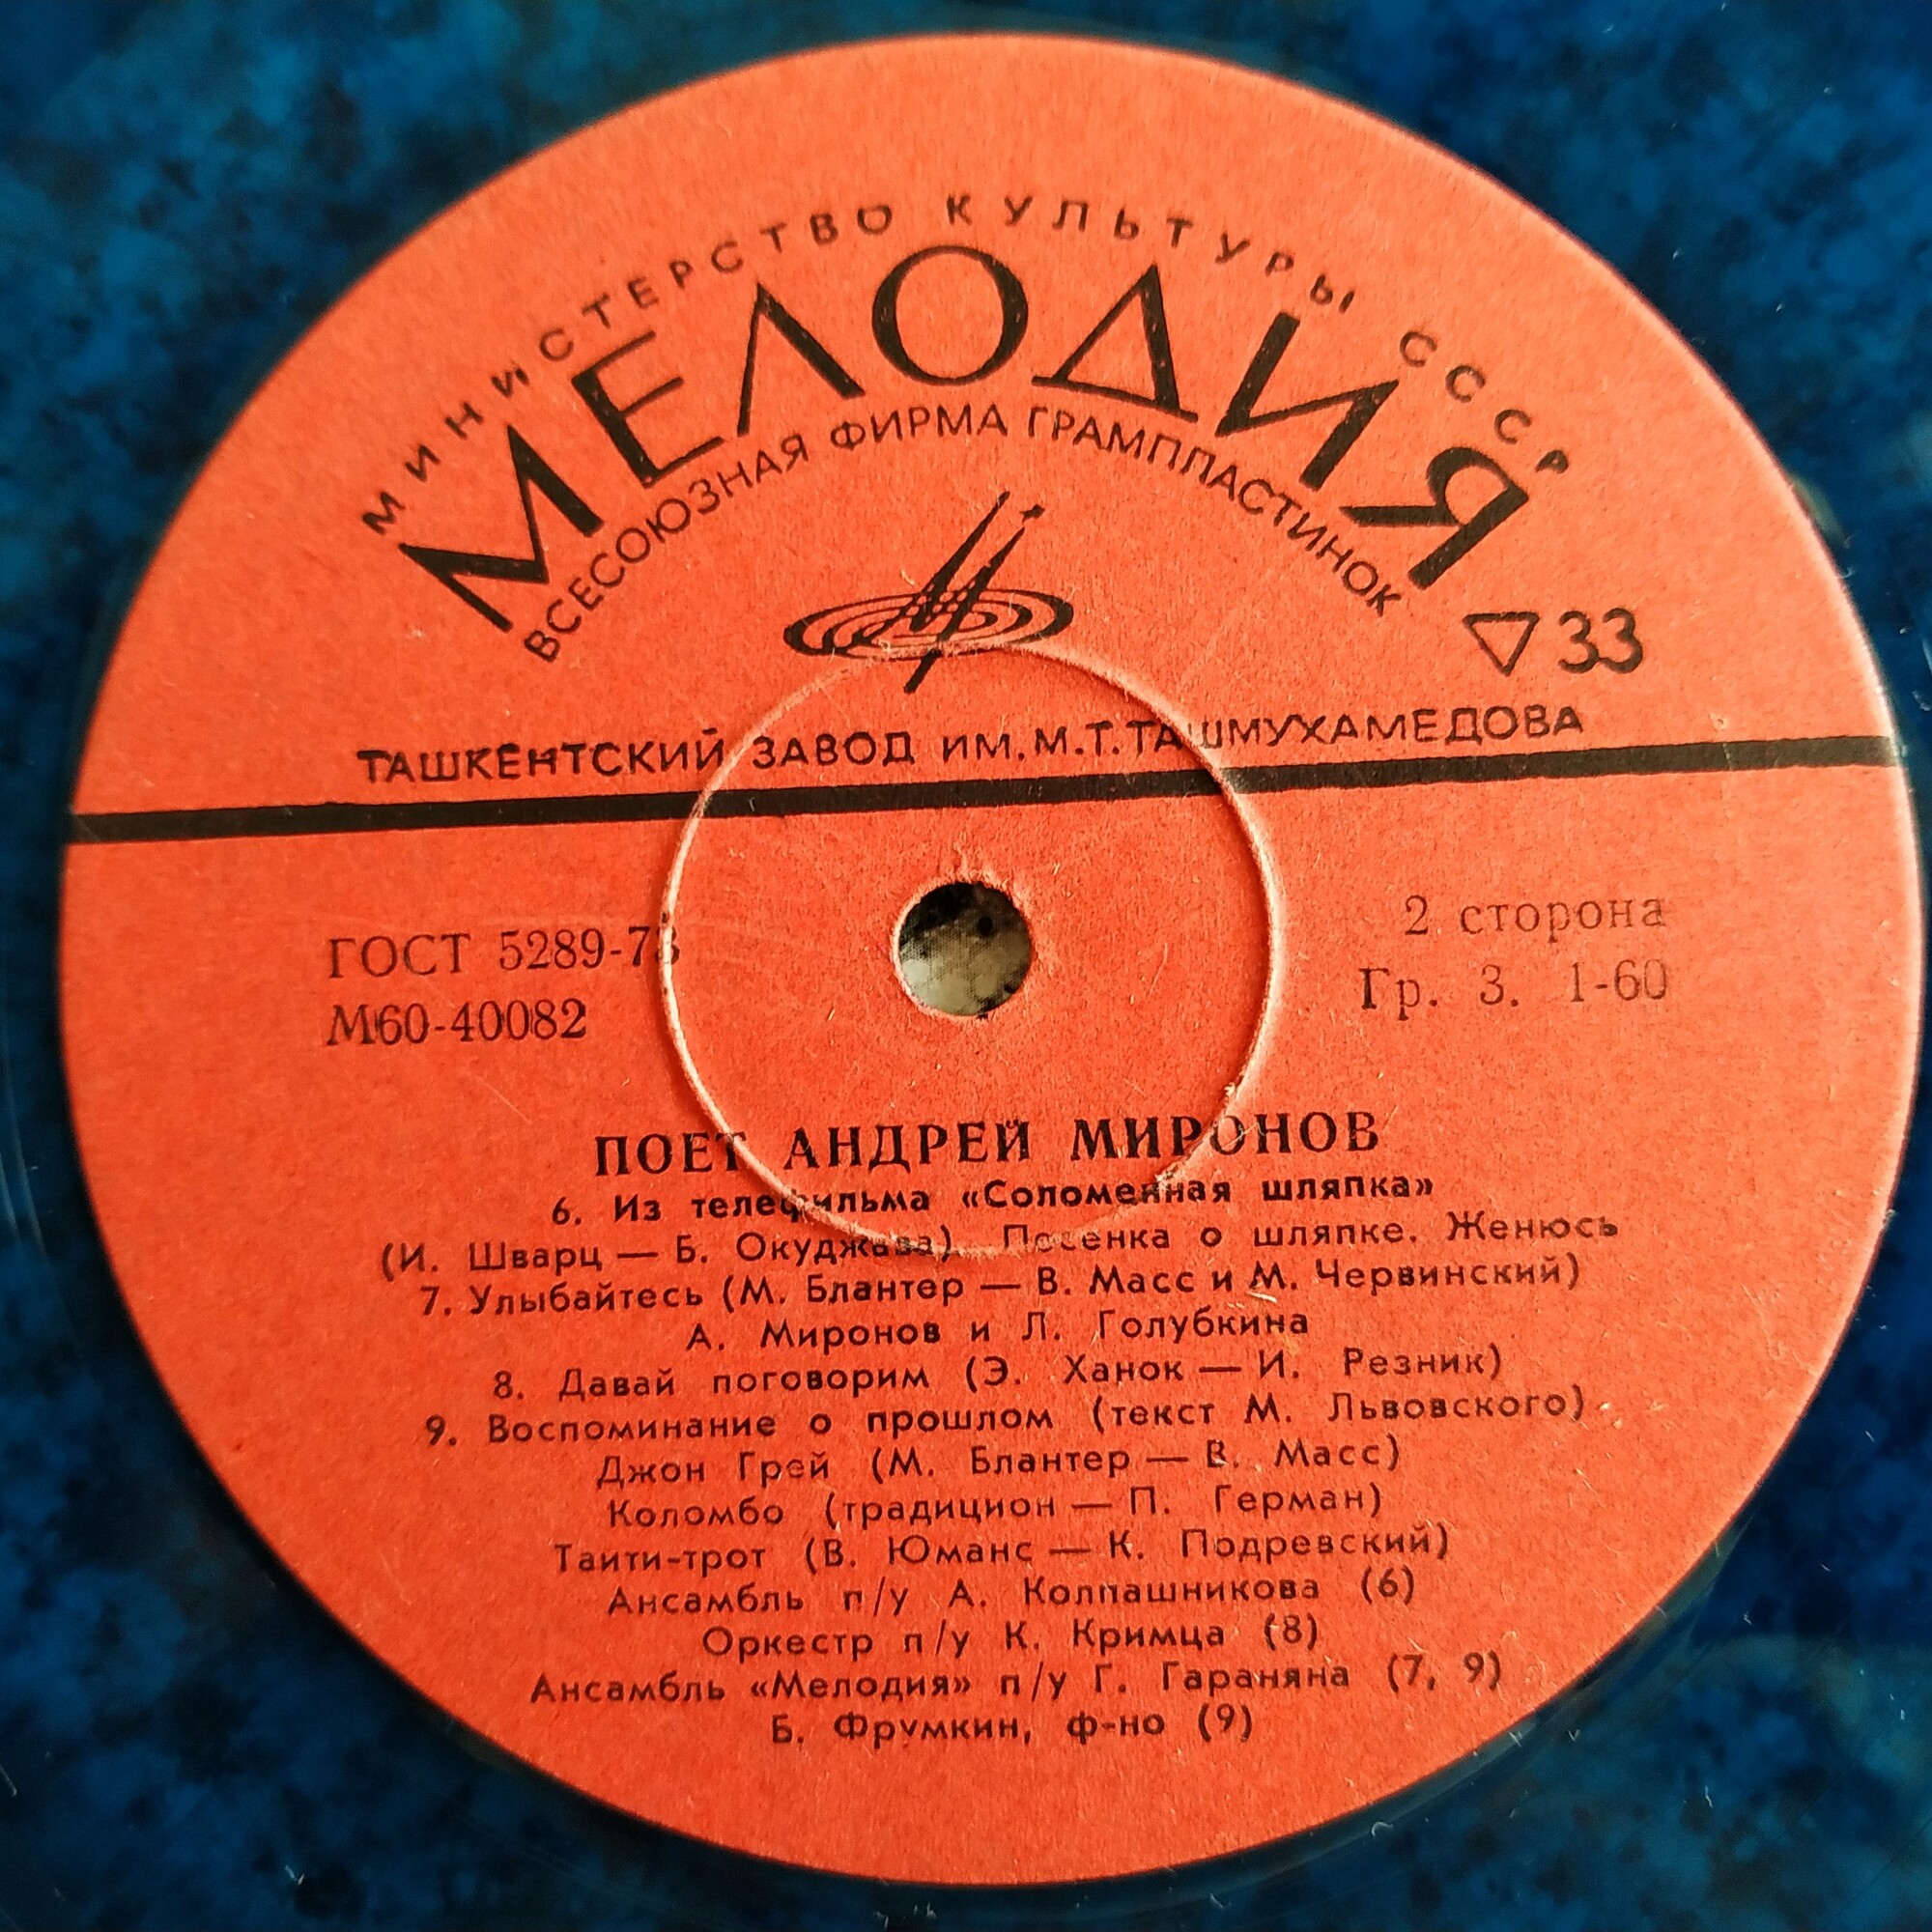 МИНИСТЕРСТВО КУЛЬТУРЫ СССР
МЕЛОДИЯ
ВСЕСОЮЗНАЯ ФИРМА ГРАМПЛАСТИНОК
▽33
ТАШКЕНТСКИЙ ЗАВОД ИМ. М.Т. ТАШМУХАМЕДОВА
ГОСТ 5289-73
М60-40082
2 сторона
Гр. 3. 1-60
ПОЕТ АНДРЕЙ МИРОНОВ
6. Из телефильма «Соломенная шляпка»
(И. Шварц — Б. Окуджава) Песенка о шляпке. Женюсь
7. Улыбайтесь (М. Блантер — В. Масс и М. Червинский)
А. Миронов и Л. Голубкина
8. Давай поговорим (Э. Ханок — И. Резник)
9. Воспоминание о прошлом (текст М. Львовского)
Джон Грей (М. Блантер — В. Масс)
Коломбо (традицион — П. Герман)
Таити-трот (В. Юманс — К. Подревский)
Ансамбль п/у А. Колпашникова (6)
Оркестр п/у К. Кримца (8)
Ансамбль «Мелодия» п/у Г. Гараняна (7, 9)
Б. Фрумкин, ф-но (9)